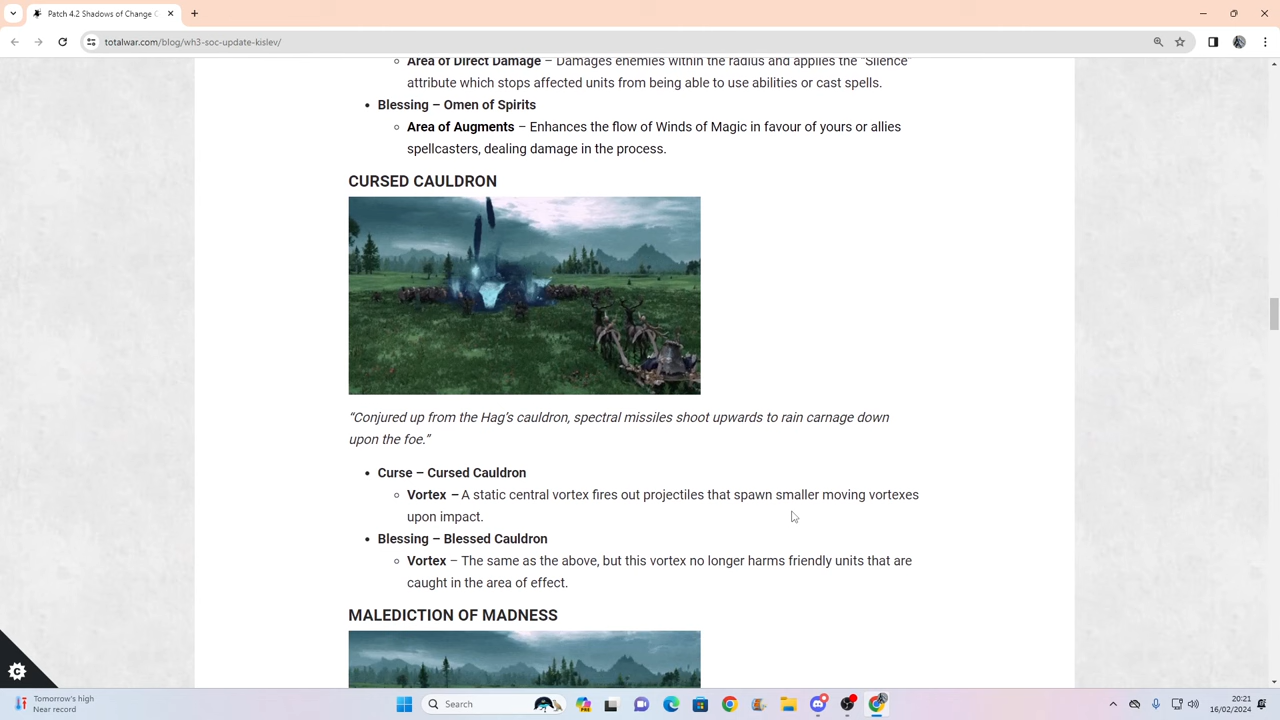 Patch 4.2 Shadows of Change C
totalwar.com/blog/wh3-soc-update-kislev/
Area of Direct Damage – Damages enemies within the radius and applies the "Silence"
attribute which stops affected units from being able to use abilities or cast spells.
Blessing – Omen of Spirits
Area of Augments – Enhances the flow of Winds of Magic in favour of yours or allies
spellcasters, dealing damage in the process.
CURSED CAULDRON
“Conjured up from the Hag’s cauldron, spectral missiles shoot upwards to rain carnage down
upon the foe.”
Curse – Cursed Cauldron
Vortex – A static central vortex fires out projectiles that spawn smaller moving vortexes
upon impact.
Blessing – Blessed Cauldron
Vortex – The same as the above, but this vortex no longer harms friendly units that are
caught in the area of effect.
MALEDICTION OF MADNESS
Tomorrow's high
Near record
Search
20:21
16/02/2024